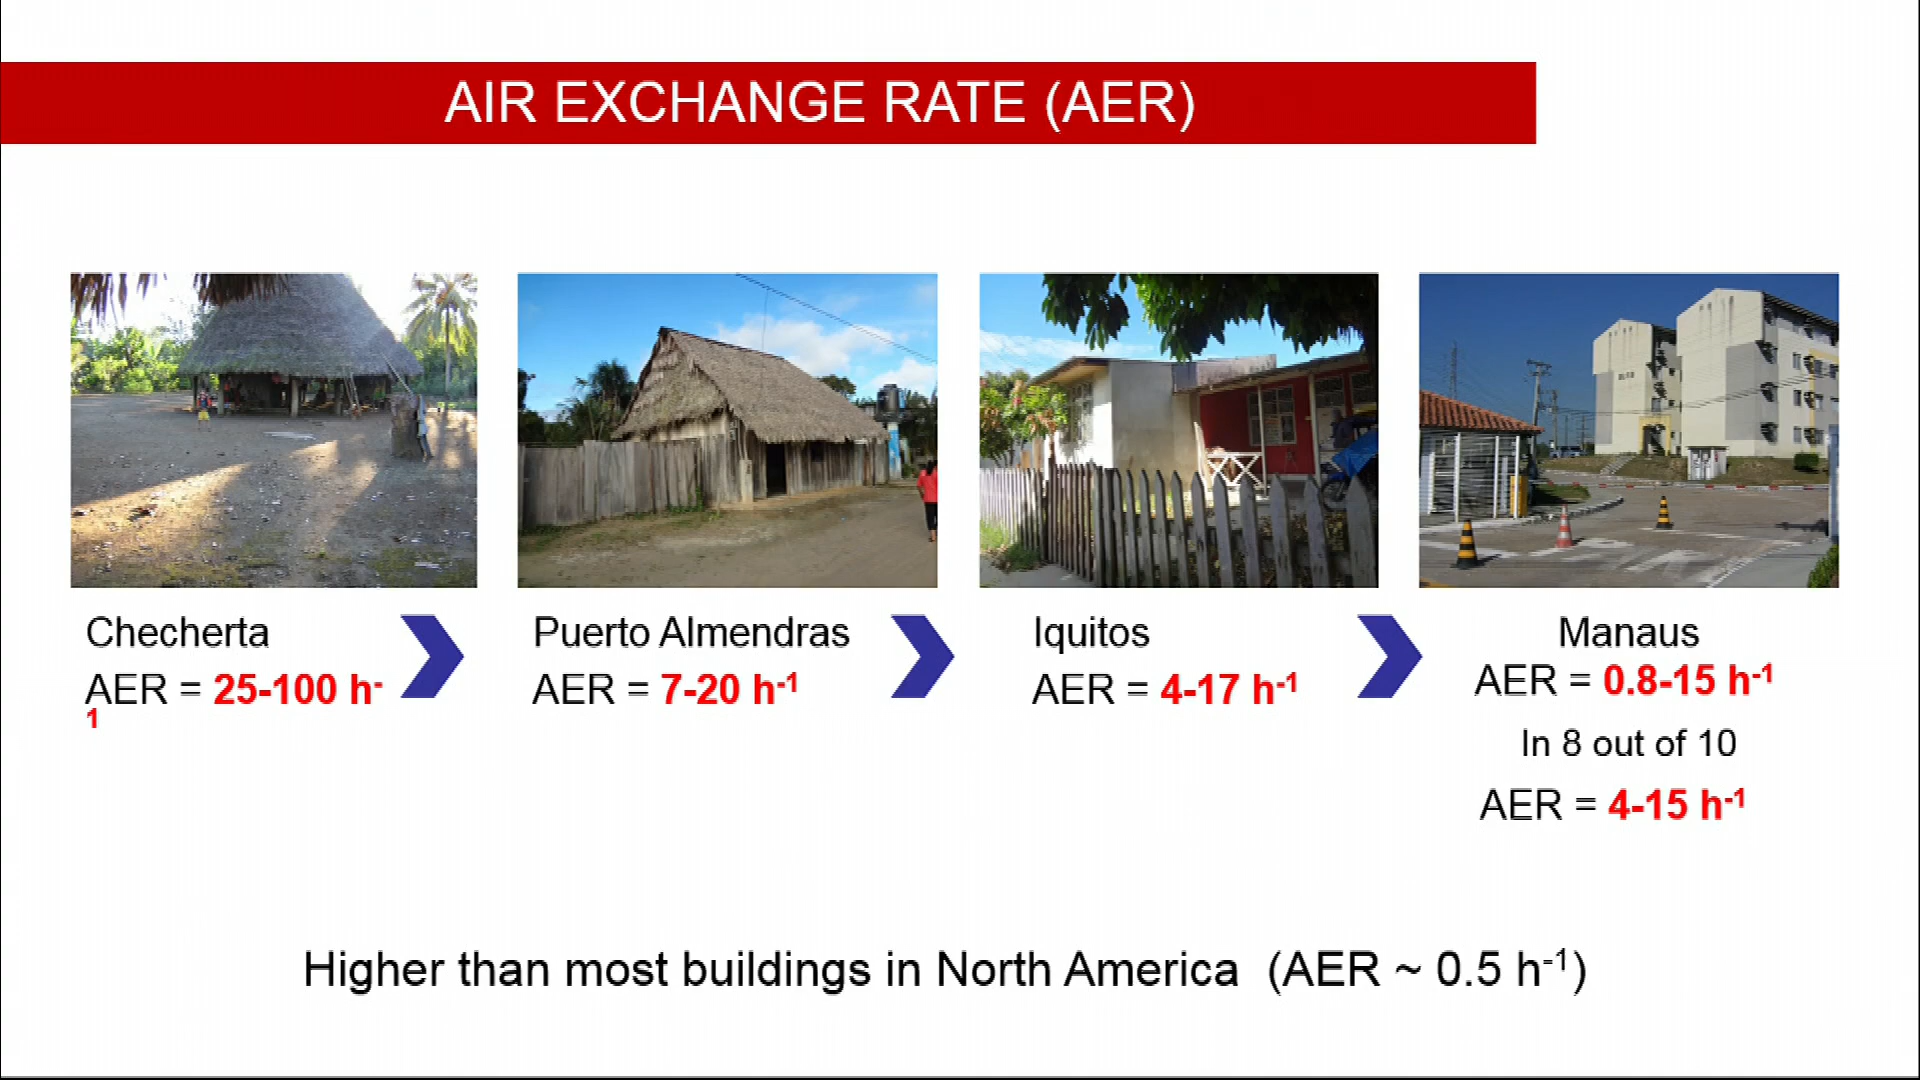 AIR EXCHANGE RATE (AER)
Checherta
AER = 25-100 h-
1
Puerto Almendras
AER = 7-20 h-1
Iquitos
AER = 4-17 h-1
Manaus
AER = 0.8-15 h-1
In 8 out of 10
AER = 4-15 h-1
Higher than most buildings in North America (AER ~ 0.5 h-1)